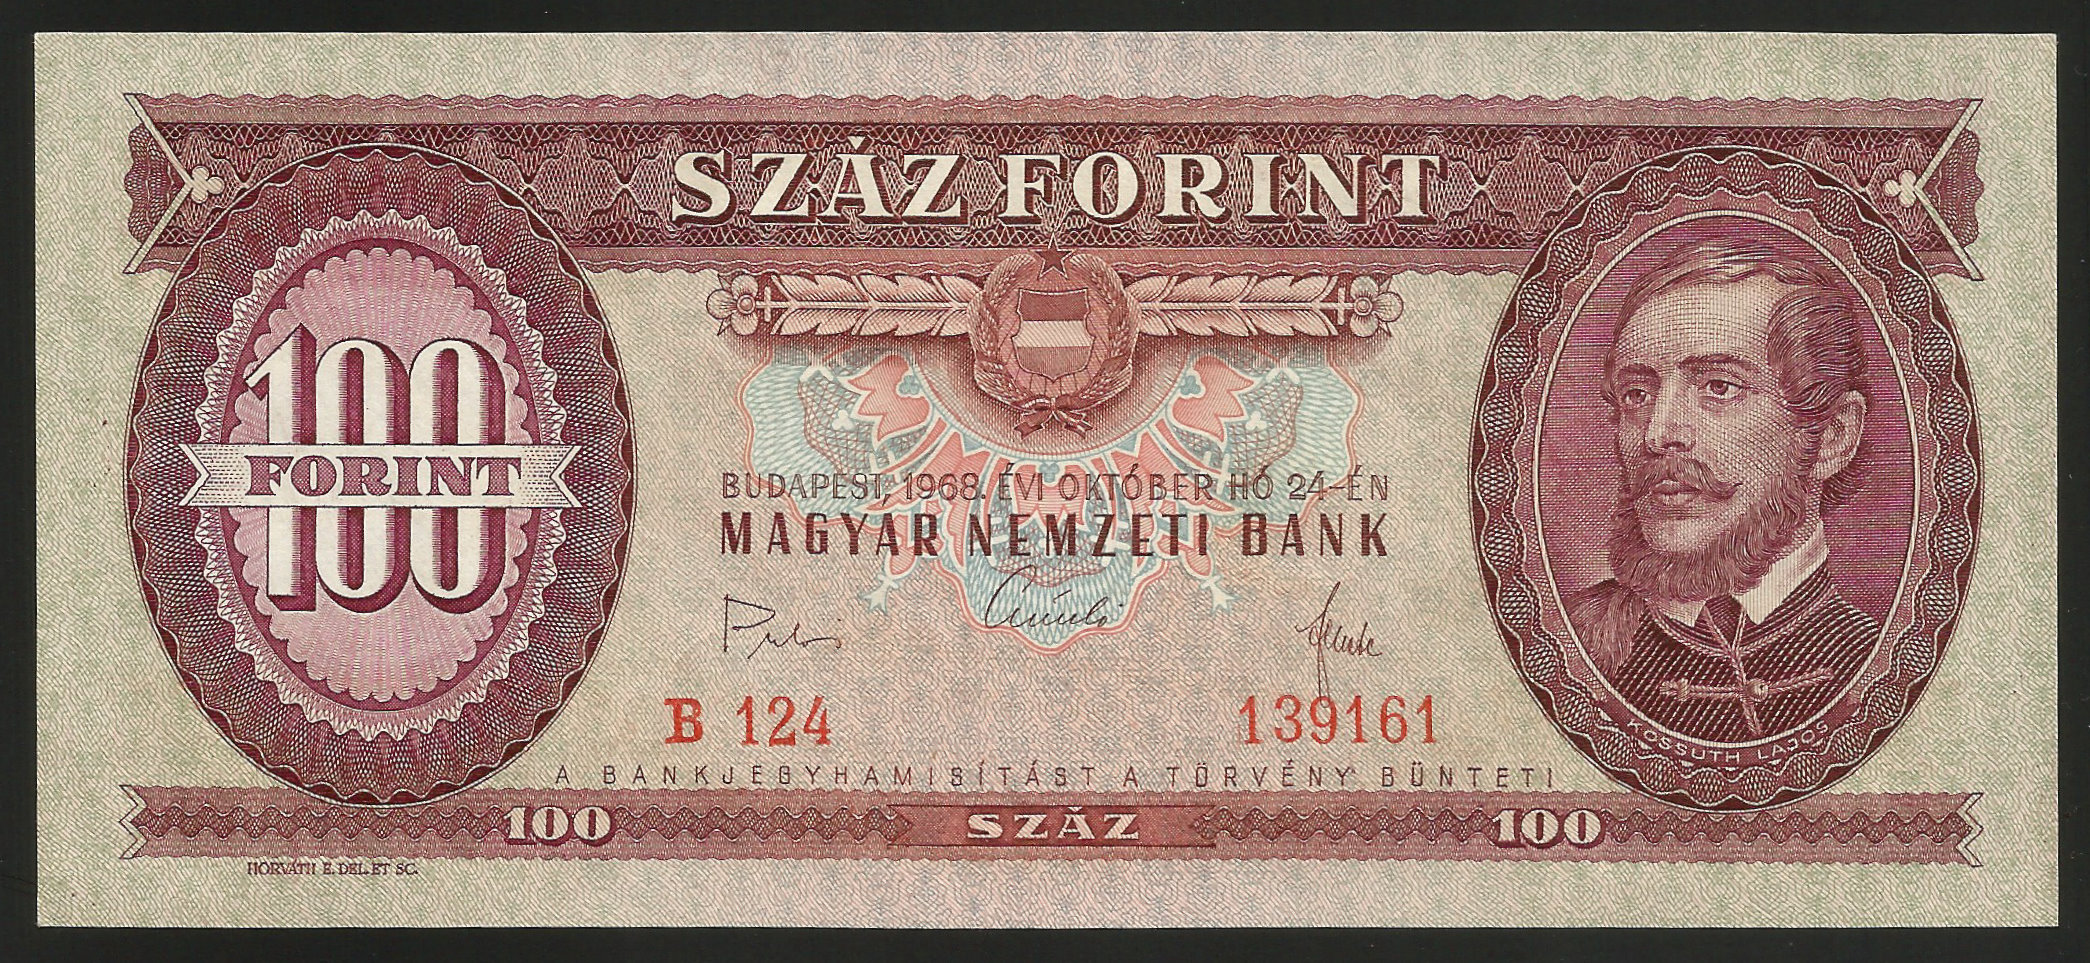 SZÁZ FORINT
100
FORINT
100
BUDAPEST, 1968. ÉVI OKTÓBER HÓ 24-ÉN
MAGYAR NEMZETI BANK
B 124
139161
KOSSUTH LAJOS
A BANKJEGYHAMISÍTÁST A TÖRVÉNY BÜNTETI
100
SZÁZ
100
HORVÁTH E. DEL. ET SC.